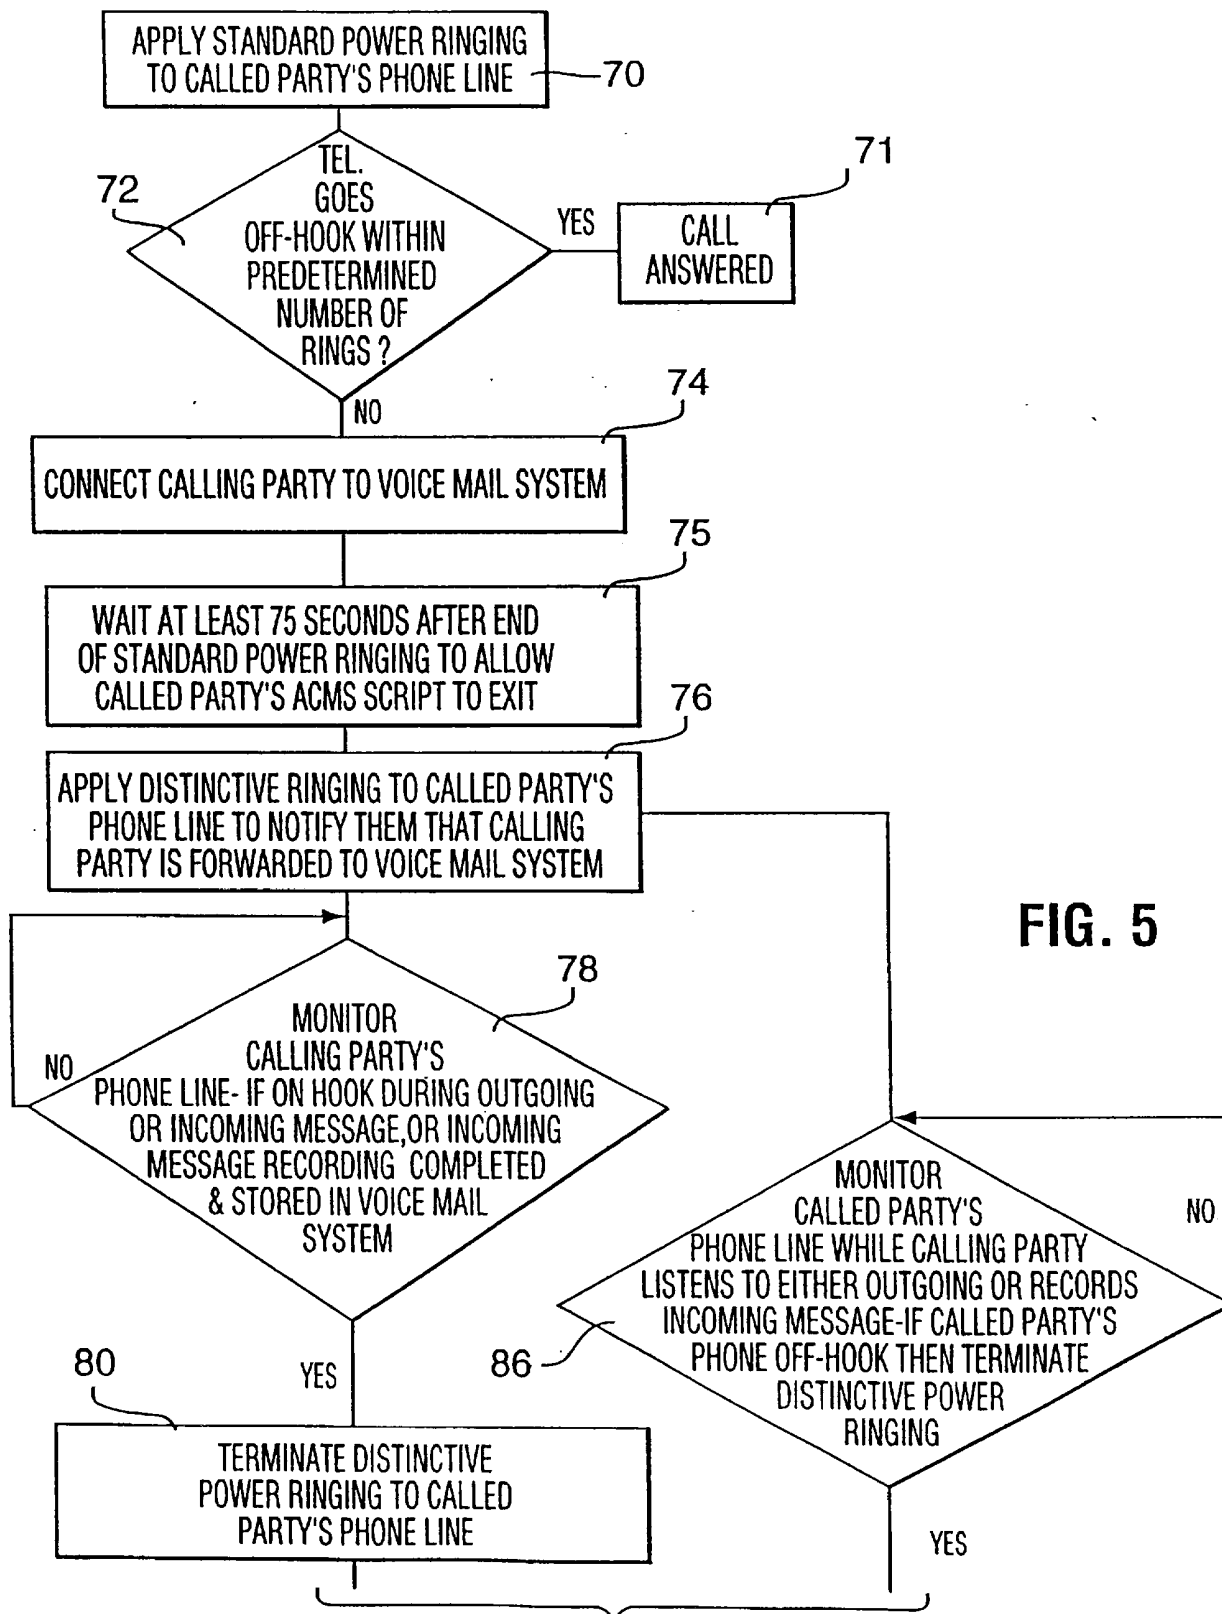 APPLY STANDARD POWER RINGING
TO CALLED PARTY'S PHONE LINE
70
TEL.
GOES
OFF-HOOK WITHIN
PREDETERMINED
NUMBER OF
RINGS ?
72
YES
71
CALL
ANSWERED
NO
74
CONNECT CALLING PARTY TO VOICE MAIL SYSTEM
75
WAIT AT LEAST 75 SECONDS AFTER END
OF STANDARD POWER RINGING TO ALLOW
CALLED PARTY'S ACMS SCRIPT TO EXIT
76
APPLY DISTINCTIVE RINGING TO CALLED PARTY'S
PHONE LINE TO NOTIFY THEM THAT CALLING
PARTY IS FORWARDED TO VOICE MAIL SYSTEM
FIG. 5
78
NO
MONITOR
CALLING PARTY'S
PHONE LINE- IF ON HOOK DURING OUTGOING
OR INCOMING MESSAGE, OR INCOMING
MESSAGE RECORDING COMPLETED
& STORED IN VOICE MAIL
SYSTEM
YES
80
TERMINATE DISTINCTIVE
POWER RINGING TO CALLED
PARTY'S PHONE LINE
MONITOR
CALLED PARTY'S
PHONE LINE WHILE CALLING PARTY
LISTENS TO EITHER OUTGOING OR RECORDS
INCOMING MESSAGE-IF CALLED PARTY'S
PHONE OFF-HOOK THEN TERMINATE
DISTINCTIVE POWER
RINGING
86
NO
YES